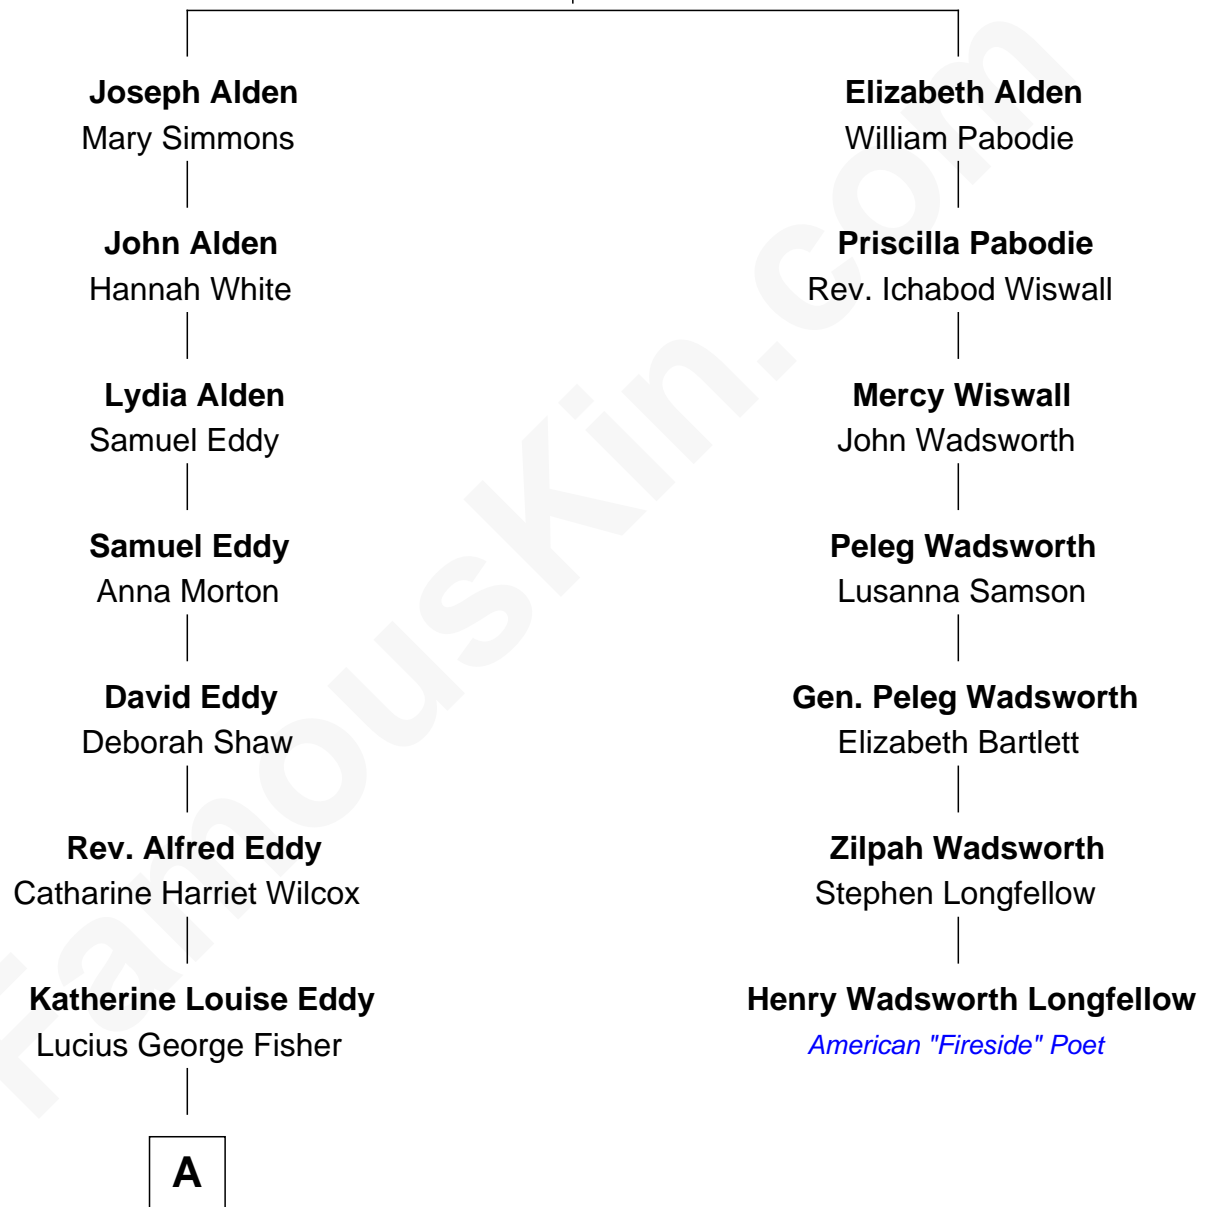 Joseph Alden
Mary Simmons
John Alden
Hannah White
Lydia Alden
Samuel Eddy
Samuel Eddy
Anna Morton
David Eddy
Deborah Shaw
Rev. Alfred Eddy
Catharine Harriet Wilcox
Katherine Louise Eddy
Lucius George Fisher
A
Elizabeth Alden
William Pabodie
Priscilla Pabodie
Rev. Ichabod Wiswall
Mercy Wiswall
John Wadsworth
Peleg Wadsworth
Lusanna Samson
Gen. Peleg Wadsworth
Elizabeth Bartlett
Zilpah Wadsworth
Stephen Longfellow
Henry Wadsworth Longfellow
American "Fireside" Poet
FamousKin.com